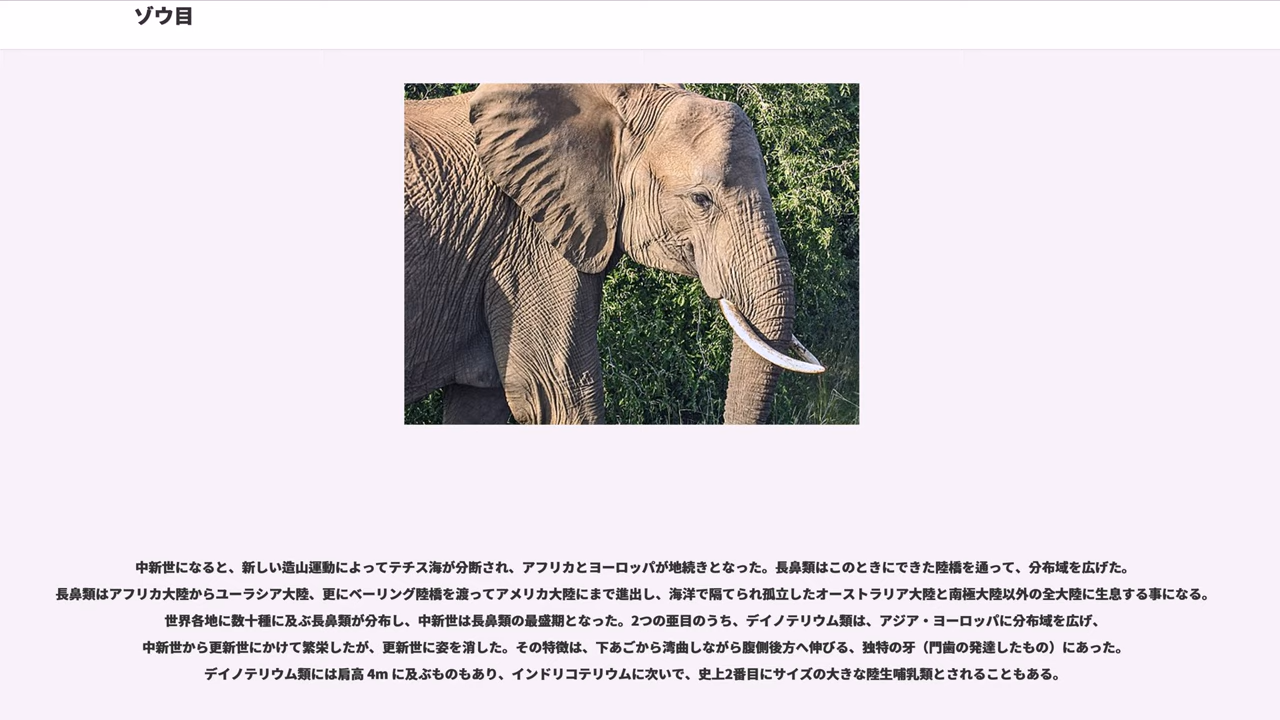 ゾウ目
中新世になると、新しい造山運動によってテチス海が分断され、アフリカとヨーロッパが地続きとなった。長鼻類はこのときにできた陸橋を通って、分布域を広げた。
長鼻類はアフリカ大陸からユーラシア大陸、更にベーリング陸橋を渡ってアメリカ大陸にまで進出し、海洋で隔てられ孤立したオーストラリア大陸と南極大陸以外の全大陸に生息する事になる。
世界各地に数十種に及ぶ長鼻類が分布し、中新世は長鼻類の最盛期となった。2つの亜目のうち、デイノテリウム類は、アジア・ヨーロッパに分布域を広げ、
中新世から更新世にかけて繁栄したが、更新世に姿を消した。その特徴は、下あごから湾曲しながら腹側後方へ伸びる、独特の牙（門歯の発達したもの）にあった。
デイノテリウム類には肩高 4m に及ぶものもあり、インドリコテリウムに次いで、史上2番目にサイズの大きな陸生哺乳類とされることもある。